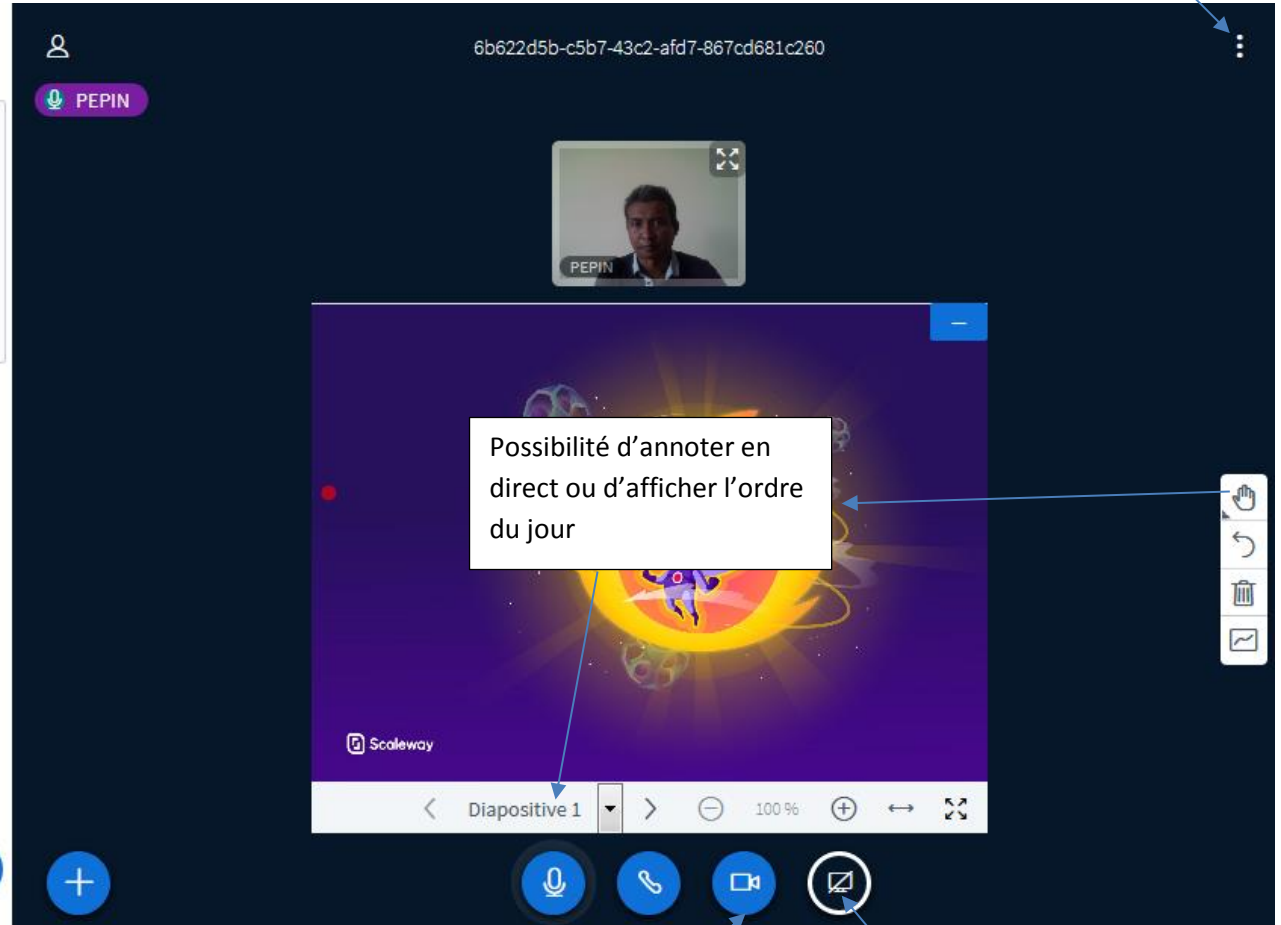 6b622d5b-c5b7-43c2-afd7-867cd681c260
PEPIN
PEPIN
Possibilité d’annoter en
direct ou d’afficher l’ordre
du jour
Scaleway
Diapositive 1
100 %